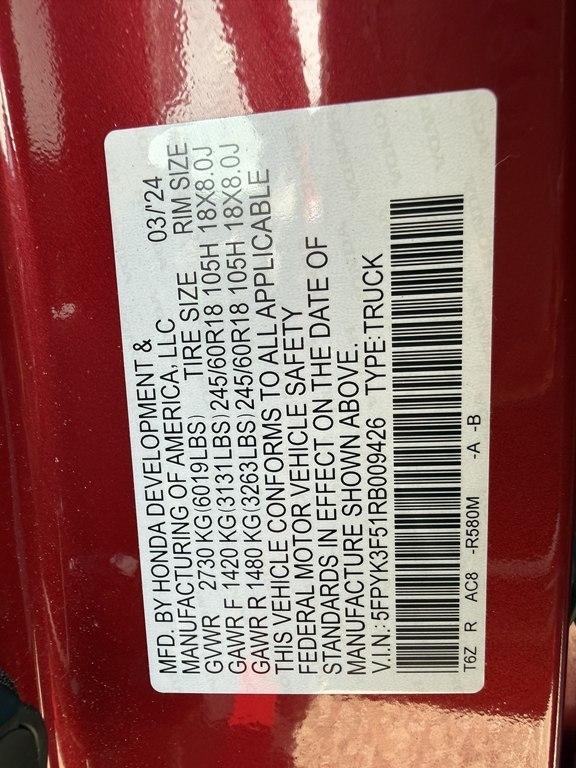 MFD. BY HONDA DEVELOPMENT & 03/'24
MANUFACTURING OF AMERICA, LLC
TIRE SIZE RIM SIZE
GVWR 2730 KG(6019LBS)
GAWR F 1420 KG(3131LBS) 245/60R18 105H 18X8.0J
GAWR R 1480 KG(3263LBS) 245/60R18 105H 18X8.0J
THIS VEHICLE CONFORMS TO ALL APPLICABLE
FEDERAL MOTOR VEHICLE SAFETY
STANDARDS IN EFFECT ON THE DATE OF
MANUFACTURE SHOWN ABOVE.
V.I.N.: 5FPYK3F51RB009426 TYPE:TRUCK
T6Z R AC8 -R580M -A -B